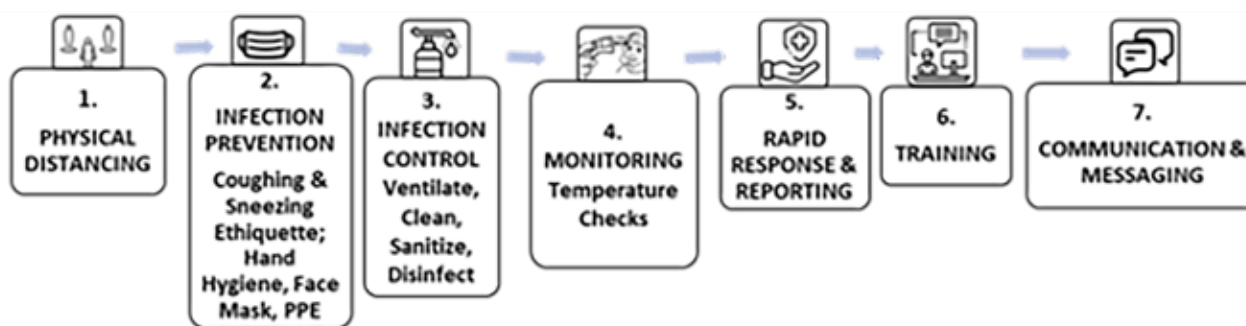 1.
PHYSICAL
DISTANCING
2.
INFECTION
PREVENTION
Coughing &
Sneezing
Ethiquette;
Hand
Hygiene, Face
Mask, PPE
3.
INFECTION
CONTROL
Ventilate,
Clean,
Sanitize,
Disinfect
4.
MONITORING
Temperature
Checks
5.
RAPID
RESPONSE &
REPORTING
6.
TRAINING
7.
COMMUNICATION &
MESSAGING